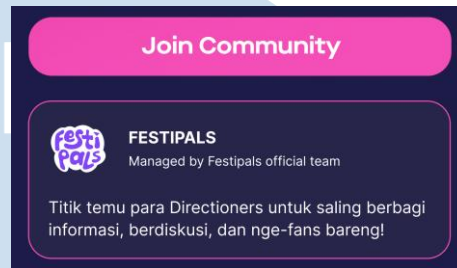 Join Community
Festi
pals
FESTIPALS
Managed by Festipals official team
Titik temu para Directioners untuk saling berbagi
informasi, berdiskusi, dan nge-fans bareng!